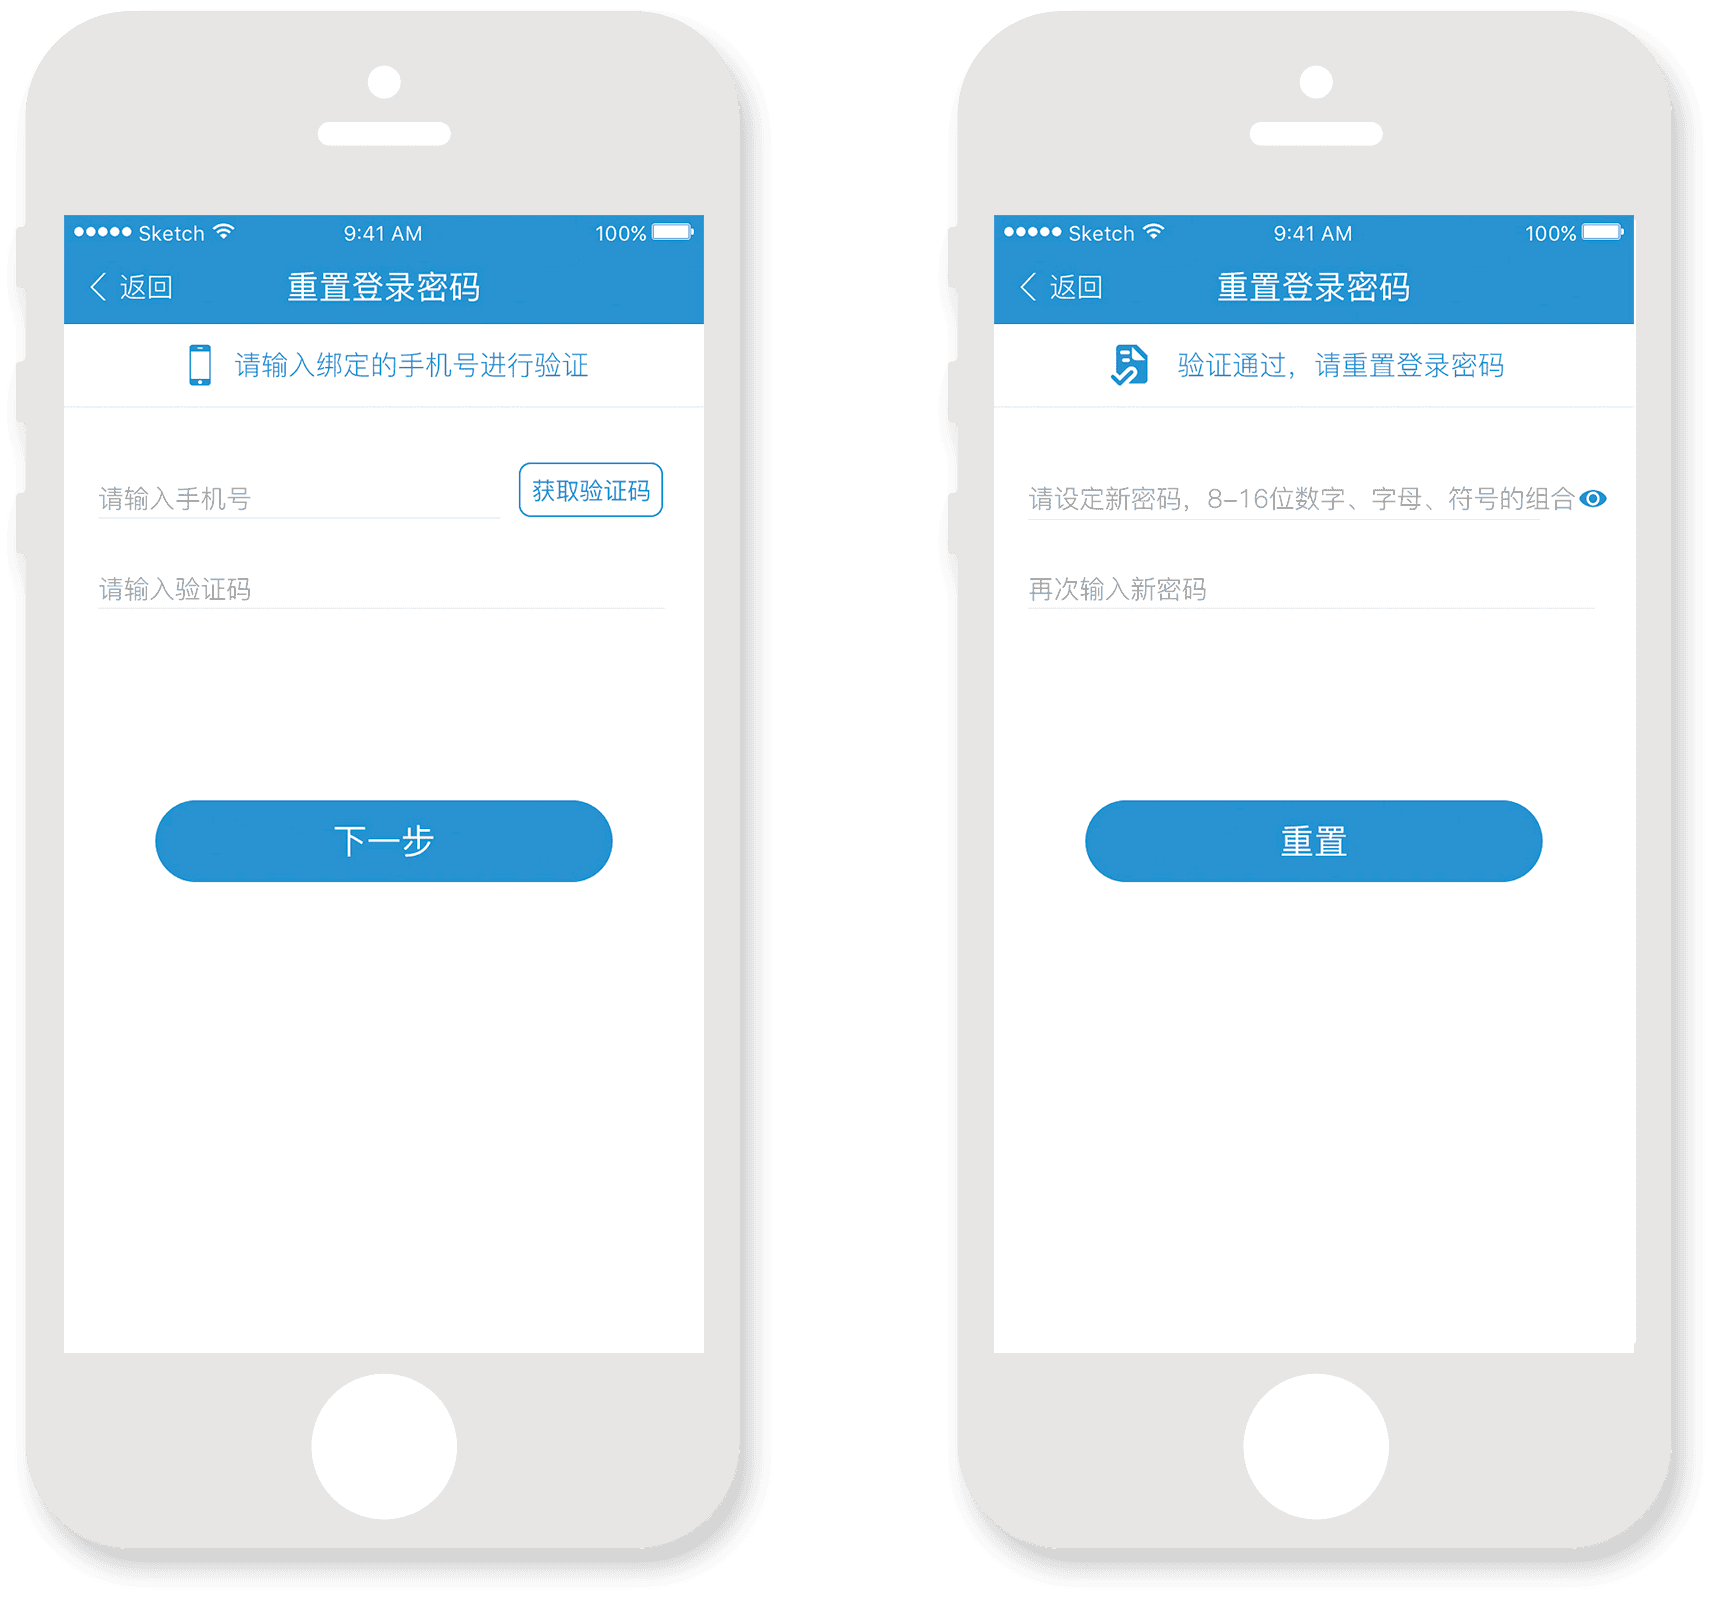 Sketch 9:41 AM 100%
返回 重置登录密码
请输入绑定的手机号进行验证
请输入手机号 获取验证码
请输入验证码
下一步
Sketch 9:41 AM 100%
返回 重置登录密码
验证通过，请重置登录密码
请设定新密码，8-16位数字、字母、符号的组合
再次输入新密码
重置